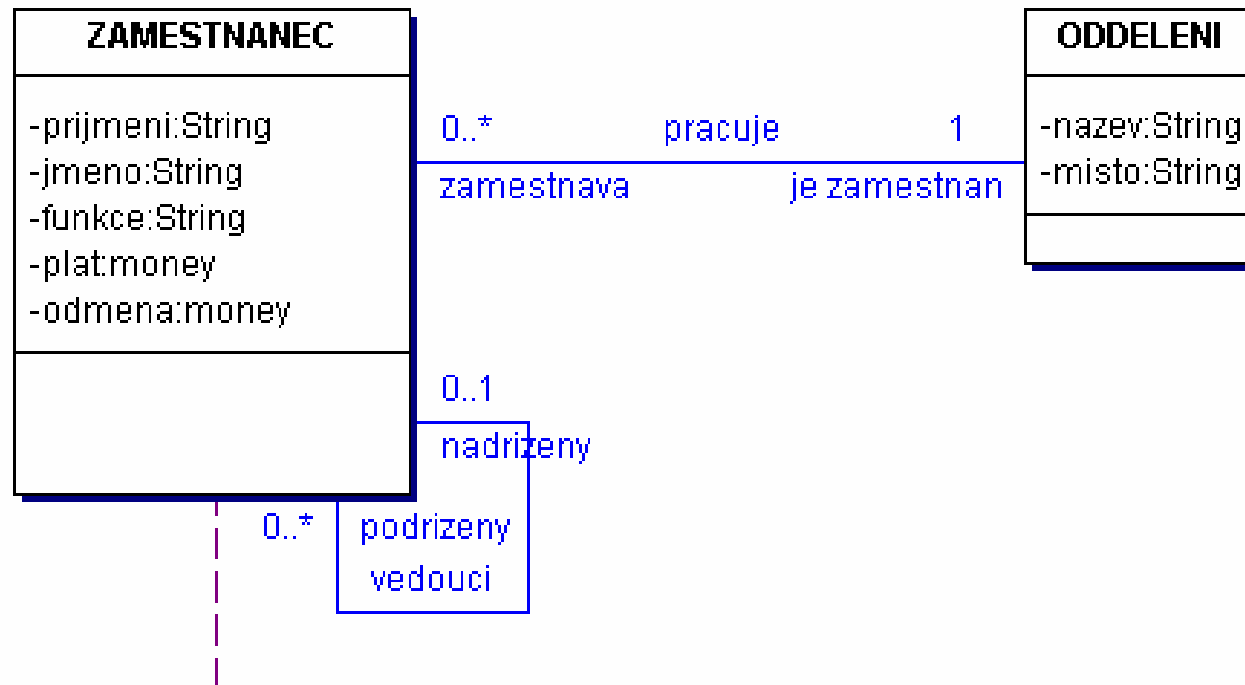 ZAMESTNANEC
-prijmeni:String
-jmeno:String
-funkce:String
-plat:money
-odmena:money
0..* pracuje 1
zamestnava je zamestnan
ODDELENI
-nazev:String
-misto:String
0..1
nadrizeny
0..* podrizeny
vedouci